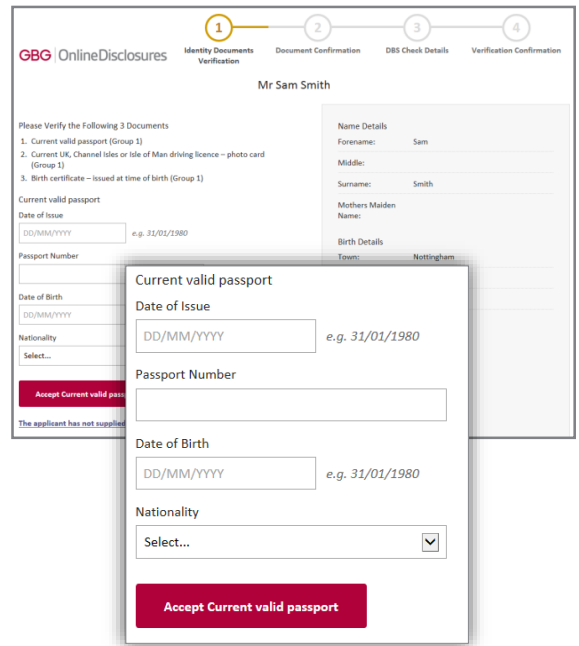 1
2
3
4
GBG OnlineDisclosures
Identity Documents
Verification
Document Confirmation
DBS Check Details
Verification Confirmation
Mr Sam Smith
Please Verify the Following 3 Documents
1. Current valid passport (Group 1)
2. Current UK, Channel Isles or Isle of Man driving licence – photo card
(Group 1)
3. Birth certificate – issued at time of birth (Group 1)
Current valid passport
Date of Issue
DD/MM/YYYY e.g. 31/01/1980
Passport Number
Date of Birth
DD/MM/YYYY
Nationality
Select...
Accept Current valid
The applicant has not supplied
Name Details
Forename: Sam
Middle:
Surname: Smith
Mothers Maiden
Name:
Birth Details
Town: Nottingham
Current valid passport
Date of Issue
DD/MM/YYYY e.g. 31/01/1980
Passport Number
Date of Birth
DD/MM/YYYY e.g. 31/01/1980
Nationality
Select...
Accept Current valid passport